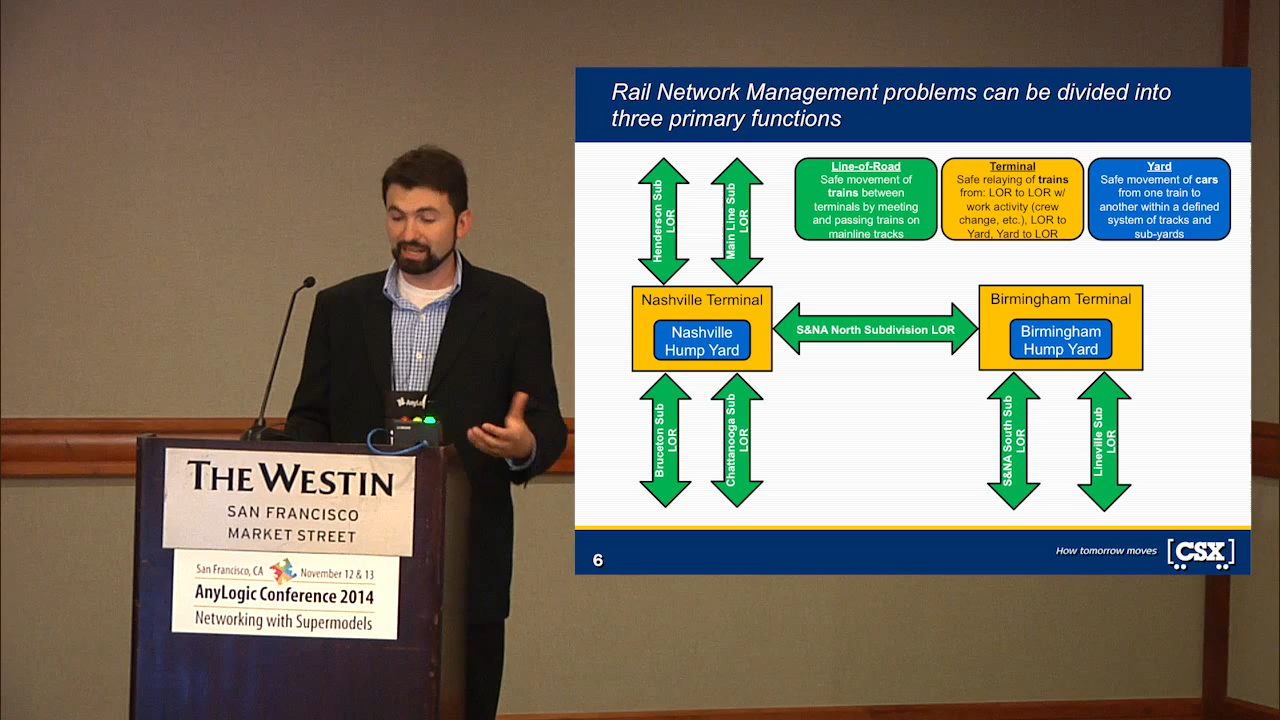 Rail Network Management problems can be divided into
three primary functions
Line-of-Road
Safe movement of
trains between
terminals by meeting
and passing trains on
mainline tracks
Terminal
Safe relaying of trains
from: LOR to LOR w/
work activity (crew
change, etc.), LOR to
Yard, Yard to LOR
Yard
Safe movement of cars
from one train to
another within a defined
system of tracks and
sub-yards
Henderson Sub
LOR
Main Line Sub
LOR
Nashville Terminal
Nashville
Hump Yard
S&NA North Subdivision LOR
Birmingham Terminal
Birmingham
Hump Yard
Bruceton Sub
LOR
Chattanooga Sub
LOR
S&NA South Sub
LOR
Lineville Sub
LOR
6
How tomorrow moves
[CSX]
THE WESTIN
SAN FRANCISCO
MARKET STREET
San Francisco, CA November 12 & 13
AnyLogic Conference 2014
Networking with Supermodels